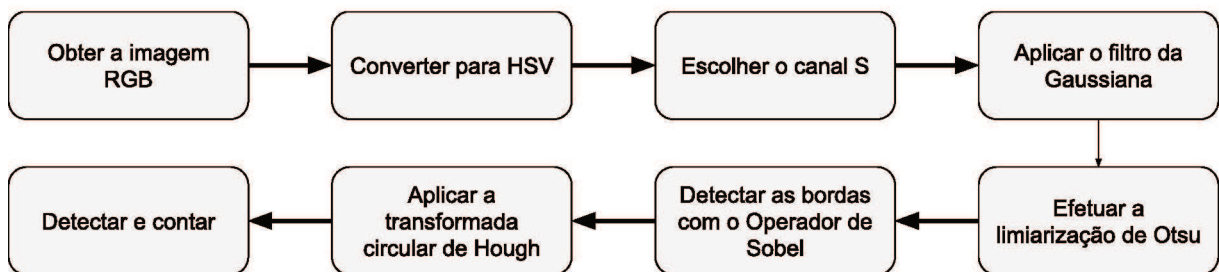 Obter a imagem
RGB
Converter para HSV
Escolher o canal S
Aplicar o filtro da
Gaussiana
Efetuar a
limiarização de Otsu
Detectar as bordas
com o Operador de
Sobel
Aplicar a
transformada
circular de Hough
Detectar e contar